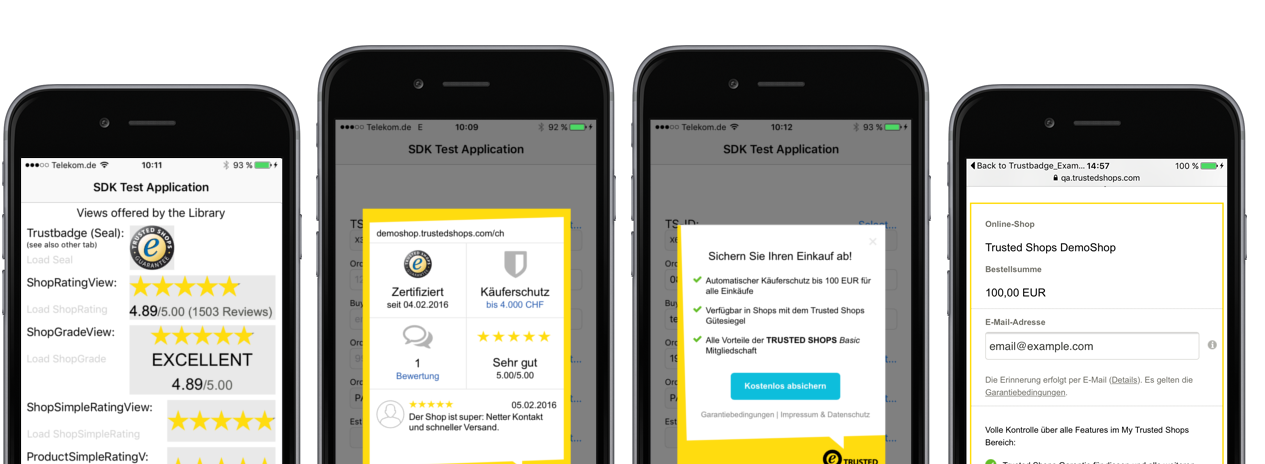 ●●●○○ Telekom.de 10:11 93 %
SDK Test Application
Views offered by the Library
Trustbadge (Seal):
(see also other tab)
Load Seal
TRUSTED SHOPS
GUARANTEE
ShopRatingView:
Load ShopRating
4.89/5.00 (1503 Reviews)
ShopGradeView:
Load ShopGrade
EXCELLENT
4.89/5.00
ShopSimpleRatingView:
Load ShopSimpleRating
ProductSimpleRatingV:
●●●○○ Telekom.de E 10:09 92 %
SDK Test Application
demoshop.trustedshops.com/ch
Zertifiziert
seit 04.02.2016
Käuferschutz
bis 4.000 CHF
1
Bewertung
Sehr gut
5.00/5.00
05.02.2016
Der Shop ist super: Netter Kontakt
und schneller Versand.
●●●○○ Telekom.de 10:12 93 %
SDK Test Application
TS-ID:
Select...
Sichern Sie Ihren Einkauf ab!
Automatischer Käuferschutz bis 100 EUR für
alle Einkäufe
Verfügbar in Shops mit dem Trusted Shops
Gütesiegel
Alle Vorteile der TRUSTED SHOPS Basic
Mitgliedschaft
Kostenlos absichern
Garantiebedingungen | Impressum & Datenschutz
TRUSTED
Back to Trustbadge_Exam... 14:57 100 %
qa.trustedshops.com
Online-Shop
Trusted Shops DemoShop
Bestellsumme
100,00 EUR
E-Mail-Adresse
email@example.com
Die Erinnerung erfolgt per E-Mail (Details). Es gelten die
Garantiebedingungen.
Volle Kontrolle über alle Features im My Trusted Shops
Bereich: